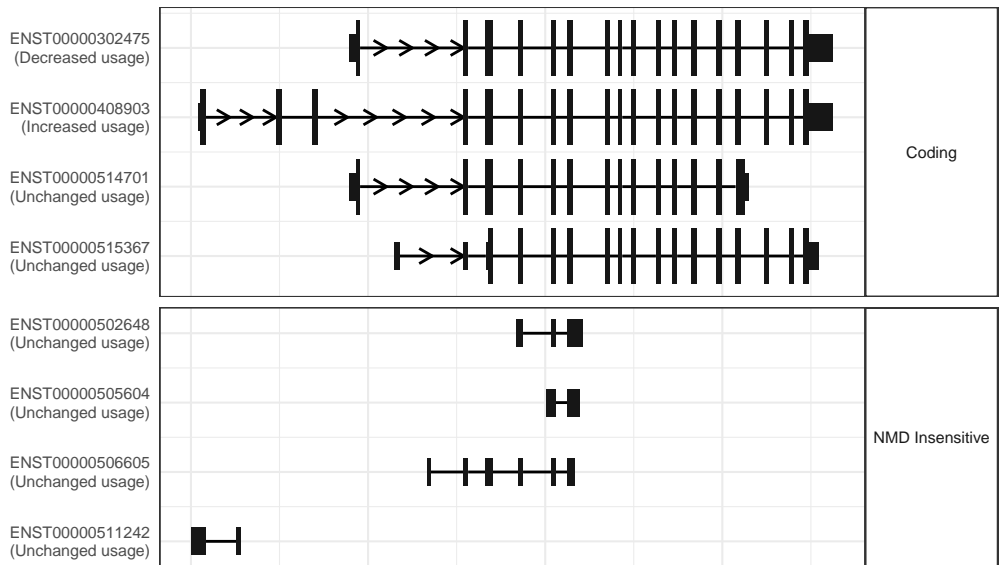 ENST00000302475
(Decreased usage)
ENST00000408903
(Increased usage)
ENST00000514701
(Unchanged usage)
ENST00000515367
(Unchanged usage)
Coding
ENST00000502648
(Unchanged usage)
ENST00000505604
(Unchanged usage)
ENST00000506605
(Unchanged usage)
ENST00000511242
(Unchanged usage)
NMD Insensitive